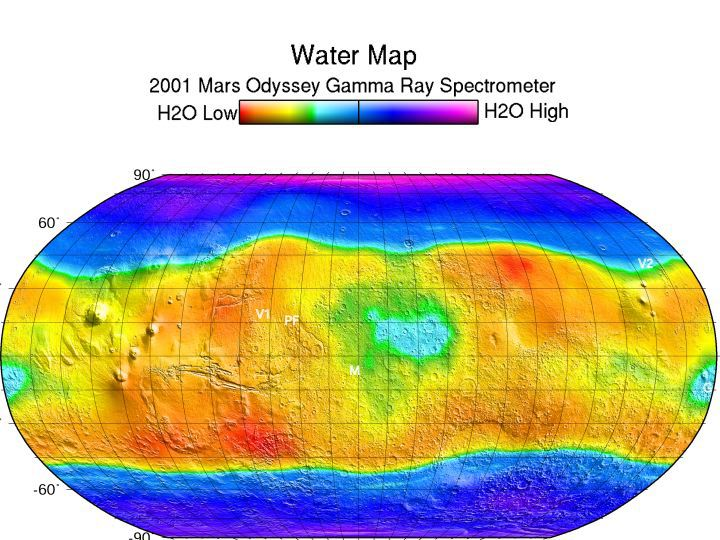 Water Map
2001 Mars Odyssey Gamma Ray Spectrometer
H2O Low H2O High
90°
60°
V2
V1 PF
M
-60°
-90